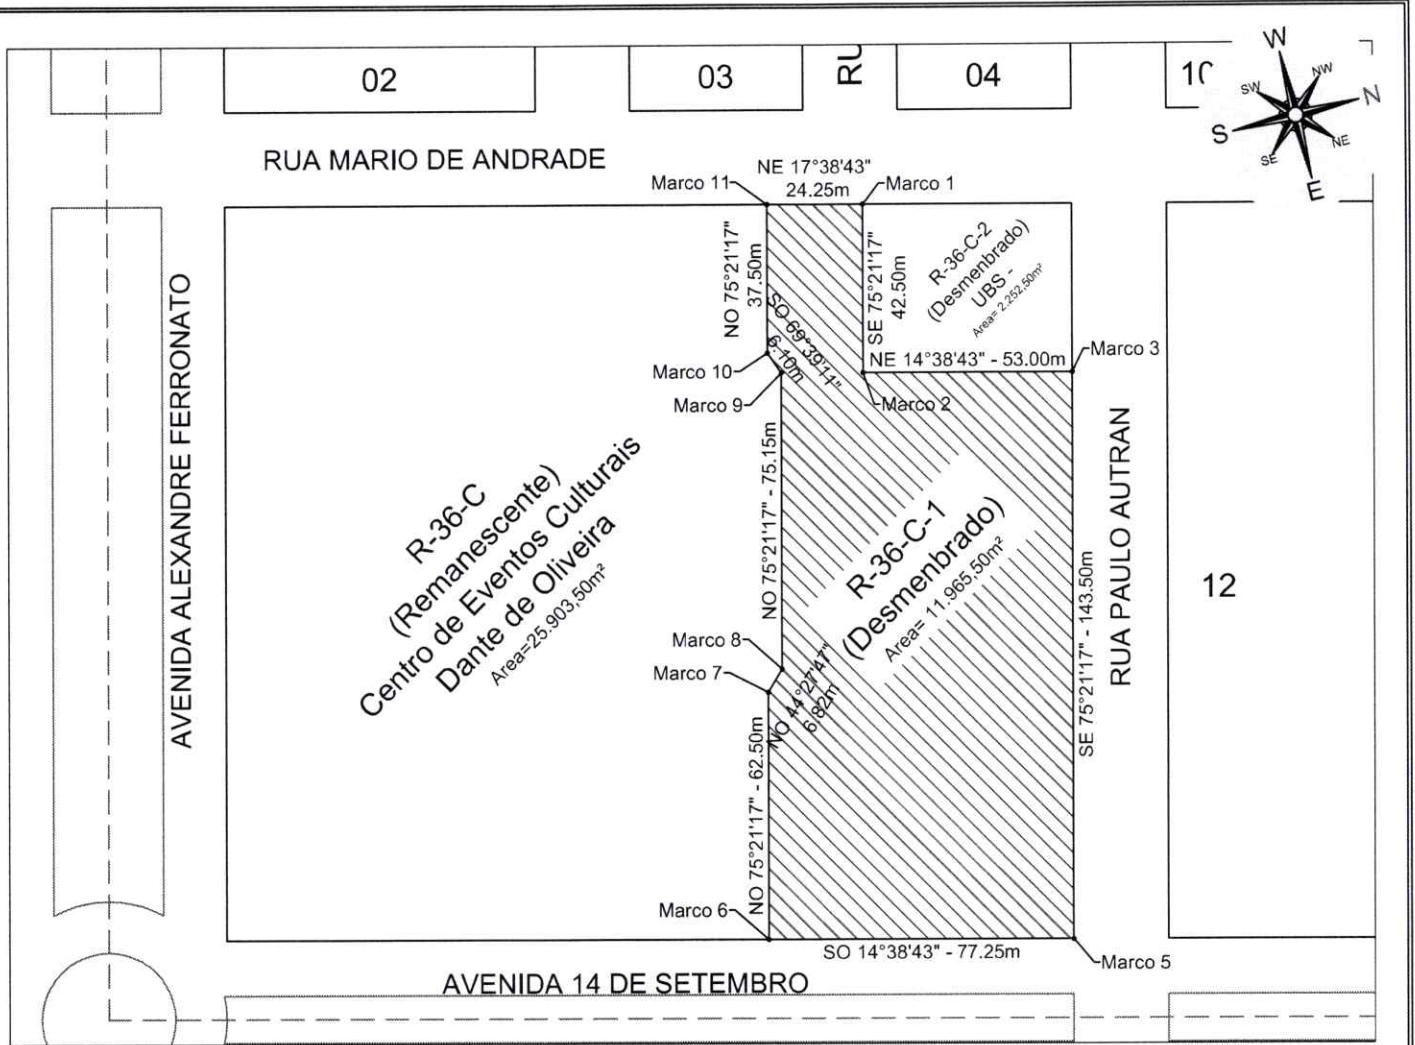 W
NW
N
NE
E
SE
S
SW
02
03
RU
04
RUA MARIO DE ANDRADE
NE 17°38'43"
24.25m
Marco 11
Marco 1
NO 75°21'17"
37.50m
SE 75°21'17"
42.50m
R-36-C-2
(Desmenbrado)
UBS -
Area= 2.252,50m²
SO 69°39'11"
6.10m
NE 14°38'43" - 53.00m
Marco 3
Marco 10
Marco 9
Marco 2
AVENIDA ALEXANDRE FERRONATO
R-36-C
(Remanescente)
Centro de Eventos Culturais
Dante de Oliveira
Area=25.903,50m²
NO 75°21'17" - 75.15m
R-36-C-1
(Desmenbrado)
Area= 11.965,50m²
RUA PAULO AUTRAN
12
SE 75°21'17" - 143.50m
Marco 8
Marco 7
NO 44°27'47"
6.82m
NO 75°21'17" - 62.50m
Marco 6
SO 14°38'43" - 77.25m
Marco 5
AVENIDA 14 DE SETEMBRO